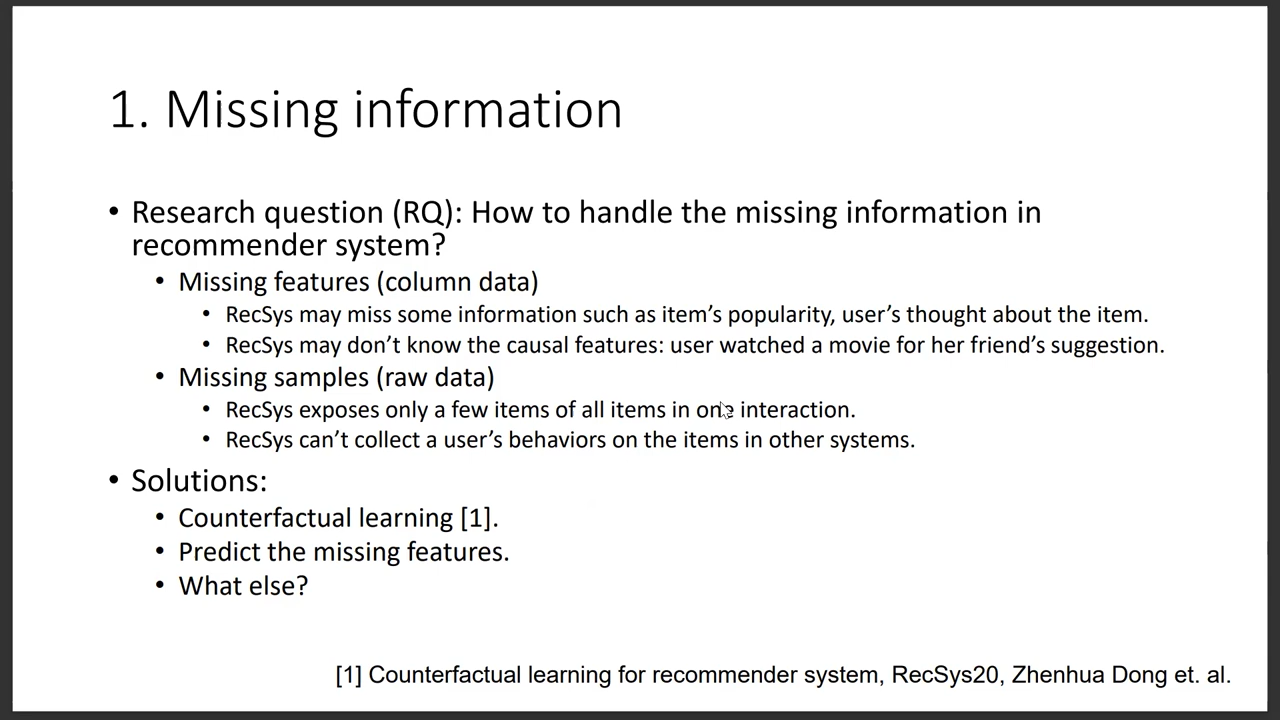 1. Missing information
• Research question (RQ): How to handle the missing information in
recommender system?
• Missing features (column data)
• RecSys may miss some information such as item’s popularity, user’s thought about the item.
• RecSys may don’t know the causal features: user watched a movie for her friend’s suggestion.
• Missing samples (raw data)
• RecSys exposes only a few items of all items in one interaction.
• RecSys can’t collect a user’s behaviors on the items in other systems.
• Solutions:
• Counterfactual learning [1].
• Predict the missing features.
• What else?
[1] Counterfactual learning for recommender system, RecSys20, Zhenhua Dong et. al.